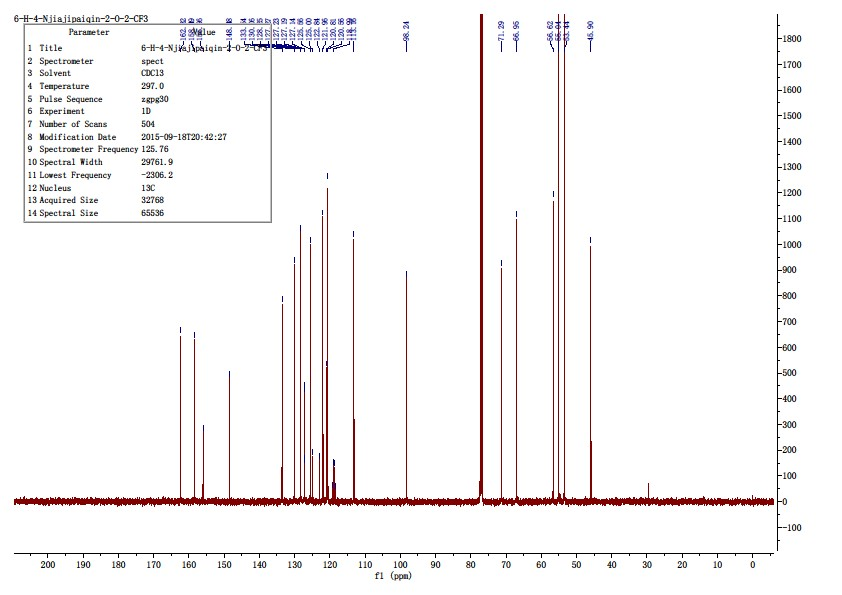 6-H-4-Njiajipaiqin-2-O-2-CF3
Parameter Value
1 Title 6-H-4-Njiajipaiqin-2-O-2-CF3
2 Spectrometer spect
3 Solvent CDCl3
4 Temperature 297.0
5 Pulse Sequence zgpg30
6 Experiment 1D
7 Number of Scans 504
8 Modification Date 2015-09-18T20:42:27
9 Spectrometer Frequency 125.76
10 Spectral Width 29761.9
11 Lowest Frequency -2306.2
12 Nucleus 13C
13 Acquired Size 32768
14 Spectral Size 65536
98.24
71.29
66.95
56.62
53.44
45.90
1800
1700
1600
1500
1400
1300
1200
1100
1000
900
800
700
600
500
400
300
200
100
0
-100
200 190 180 170 160 150 140 130 120 110 100 90 80 70 60 50 40 30 20 10 0
f1 (ppm)